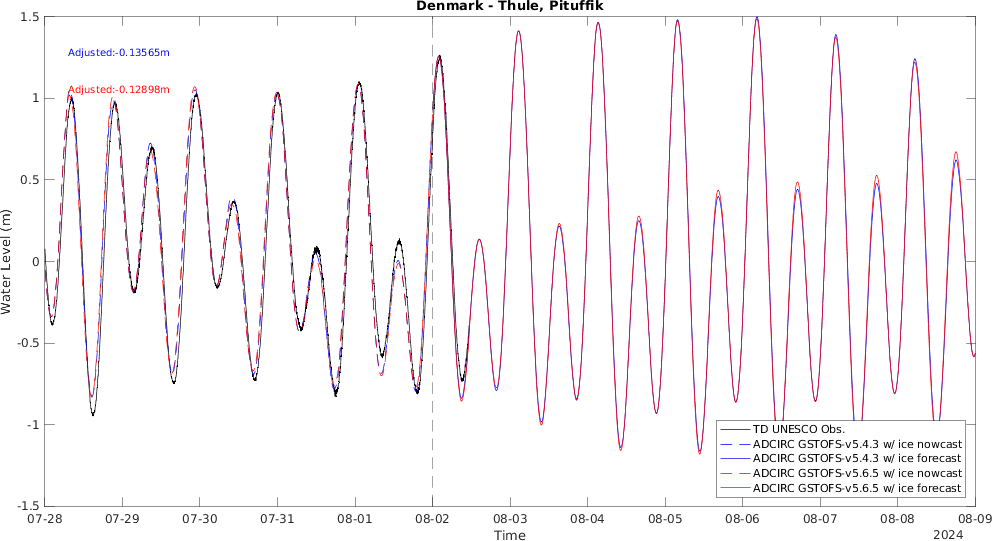 Denmark - Thule, Pituffik
Adjusted:-0.13565m
Adjusted:-0.12898m
Water Level (m)
1.5
1
0.5
0
-0.5
-1
-1.5
TD UNESCO Obs.
ADCIRC GSTOFS-v5.4.3 w/ ice nowcast
ADCIRC GSTOFS-v5.4.3 w/ ice forecast
ADCIRC GSTOFS-v5.6.5 w/ ice nowcast
ADCIRC GSTOFS-v5.6.5 w/ ice forecast
07-28 07-29 07-30 07-31 08-01 08-02 08-03 08-04 08-05 08-06 08-07 08-08 08-09
Time
2024